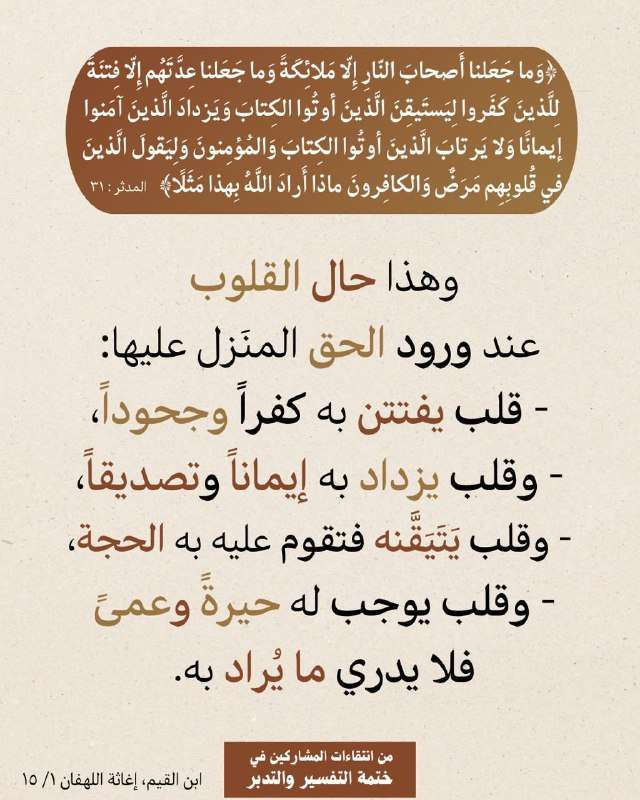 ﴿وَما جَعَلنا أَصحابَ النّارِ إِلّا مَلائِكَةً وَما جَعَلنا عِدَّتَهُم إِلّا فِتنَةً
لِلَّذينَ كَفَروا لِيَستَيقِنَ الَّذينَ أوتُوا الكِتابَ وَيَزدادَ الَّذينَ آمَنوا
إيمانًا وَلا يَرتابَ الَّذينَ أوتُوا الكِتابَ وَالمُؤمِنونَ وَلِيَقولَ الَّذينَ
في قُلوبِهِم مَرَضٌ وَالكافِرونَ ماذا أَرادَ اللَّهُ بِهذا مَثَلًا﴾ المدثر: ٣١
وهذا حال القلوب
عند ورود الحق المنَزل عليها:
- قلب يفتتن به كفراً وجحوداً،
- وقلب يزداد به إيماناً وتصديقاً،
- وقلب يَتَيَقَّنه فتقوم عليه به الحجة،
- وقلب يوجب له حيرةً وعمىً
فلا يدري ما يُراد به.
من انتقاءات المشاركين في
ختمة التفسير والتدبر
ابن القيم، إغاثة اللهفان ١/ ١٥